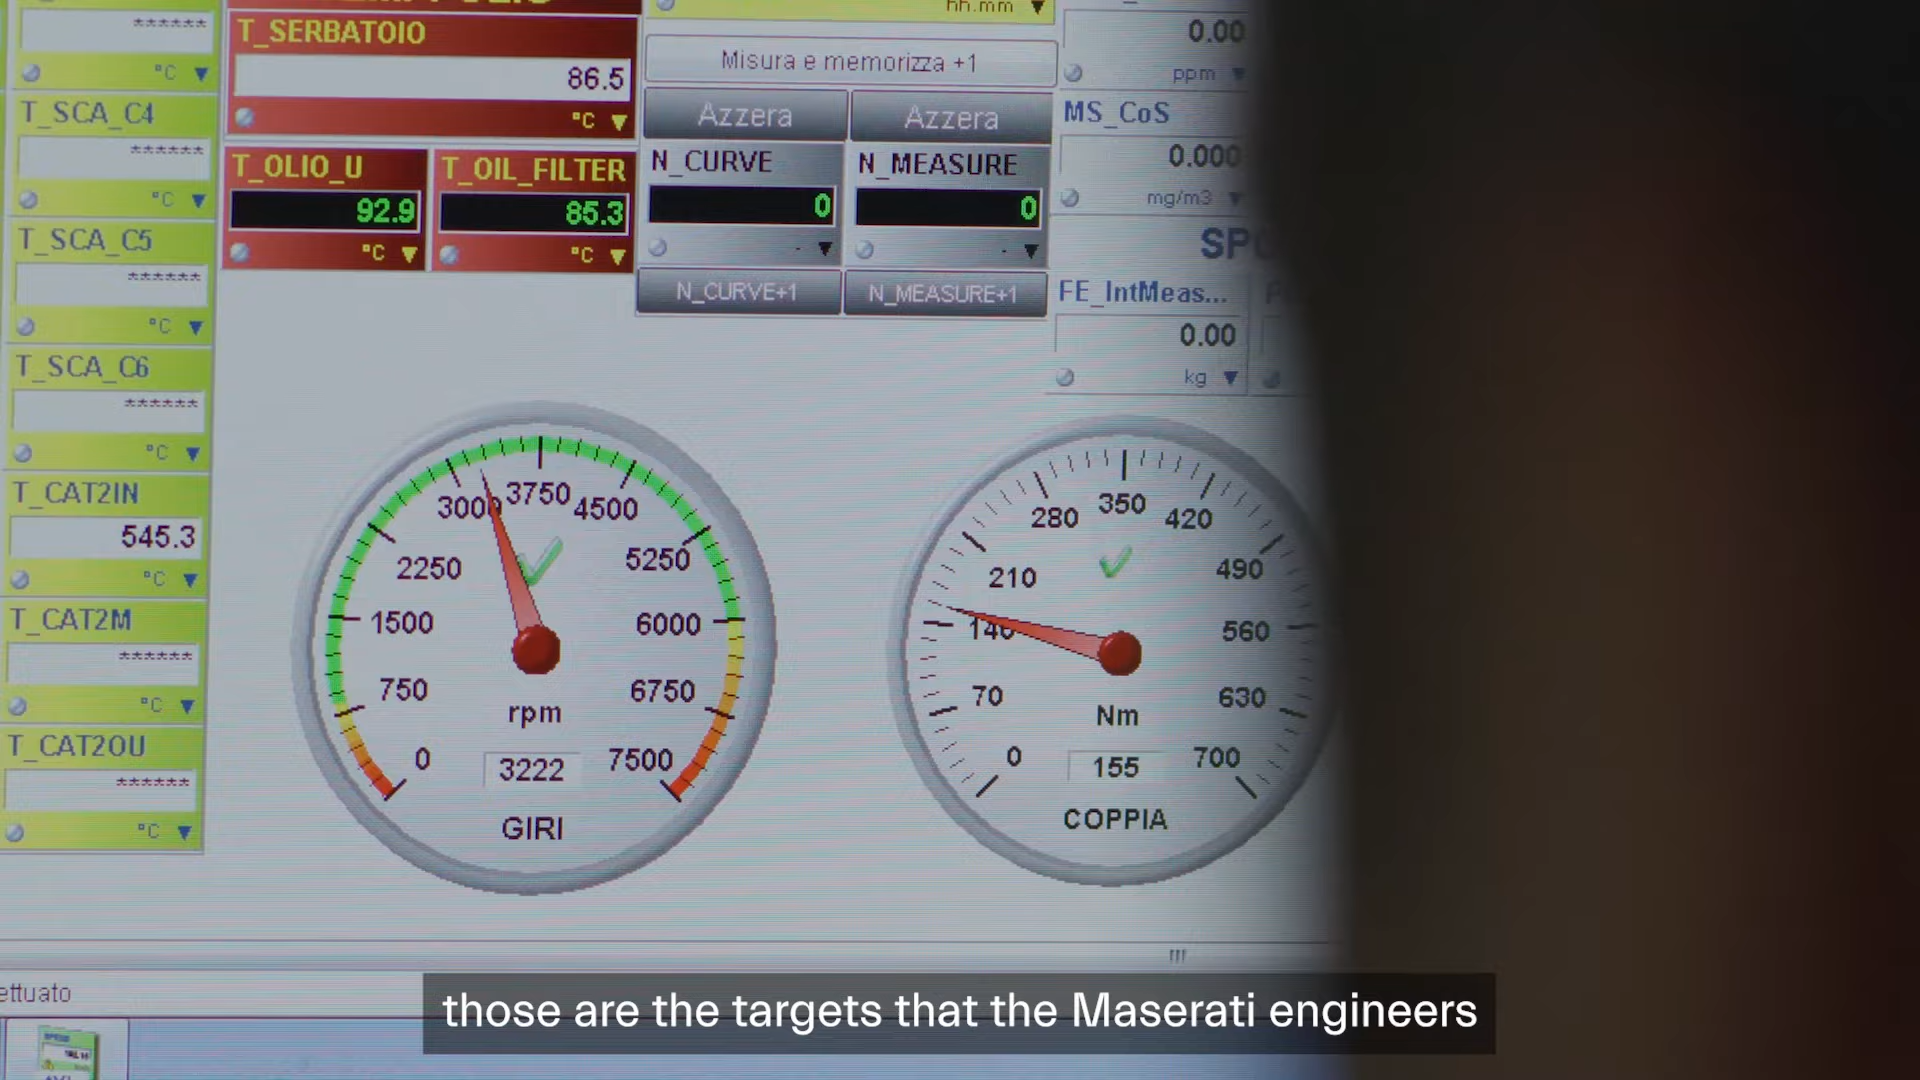 T_SERBATOIO
86.5
°C
T_OLIO_U
92.9
°C
T_OIL_FILTER
85.3
°C
hh.mm
Misura e memorizza +1
Azzera
Azzera
N_CURVE
0
-
N_MEASURE
0
-
N_CURVE+1
N_MEASURE+1
0.00
ppm
MS_CoS
0.000
mg/m3
FE_IntMeas...
0.00
kg
******
°C
T_SCA_C4
******
°C
T_SCA_C5
******
°C
T_SCA_C6
******
°C
T_CAT2IN
545.3
°C
T_CAT2M
******
°C
T_CAT2OU
******
°C
0
750
1500
2250
3000
3750
4500
5250
6000
6750
7500
rpm
3222
GIRI
0
70
140
210
280
350
420
490
560
630
700
Nm
155
COPPIA
ettuato
those are the targets that the Maserati engineers